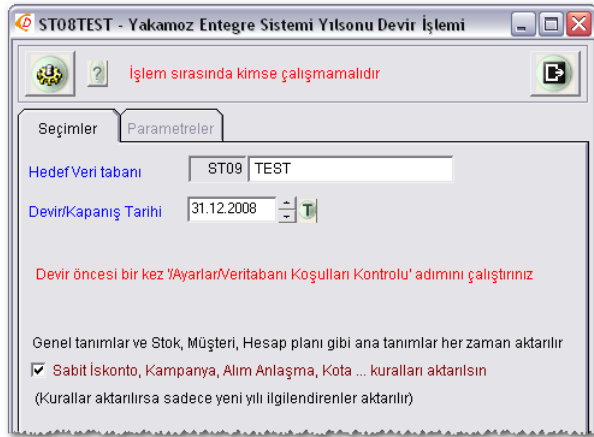 ST08TEST - Yakamoz Entegre Sistemi Yılsonu Devir İşlemi
? İşlem sırasında kimse çalışmamalıdır
Seçimler Parametreler
Hedef Veri tabanı ST09 TEST
Devir/Kapanış Tarihi 31.12.2008 T
Devir öncesi bir kez '/Ayarlar/Veritabanı Koşulları Kontrolu' adımını çalıştırınız
Genel tanımlar ve Stok, Müşteri, Hesap planı gibi ana tanımlar her zaman aktarılır
Sabit İskonto, Kampanya, Alım Anlaşma, Kota ... kuralları aktarılsın
(Kurallar aktarılırsa sadece yeni yılı ilgilendirenler aktarılır)